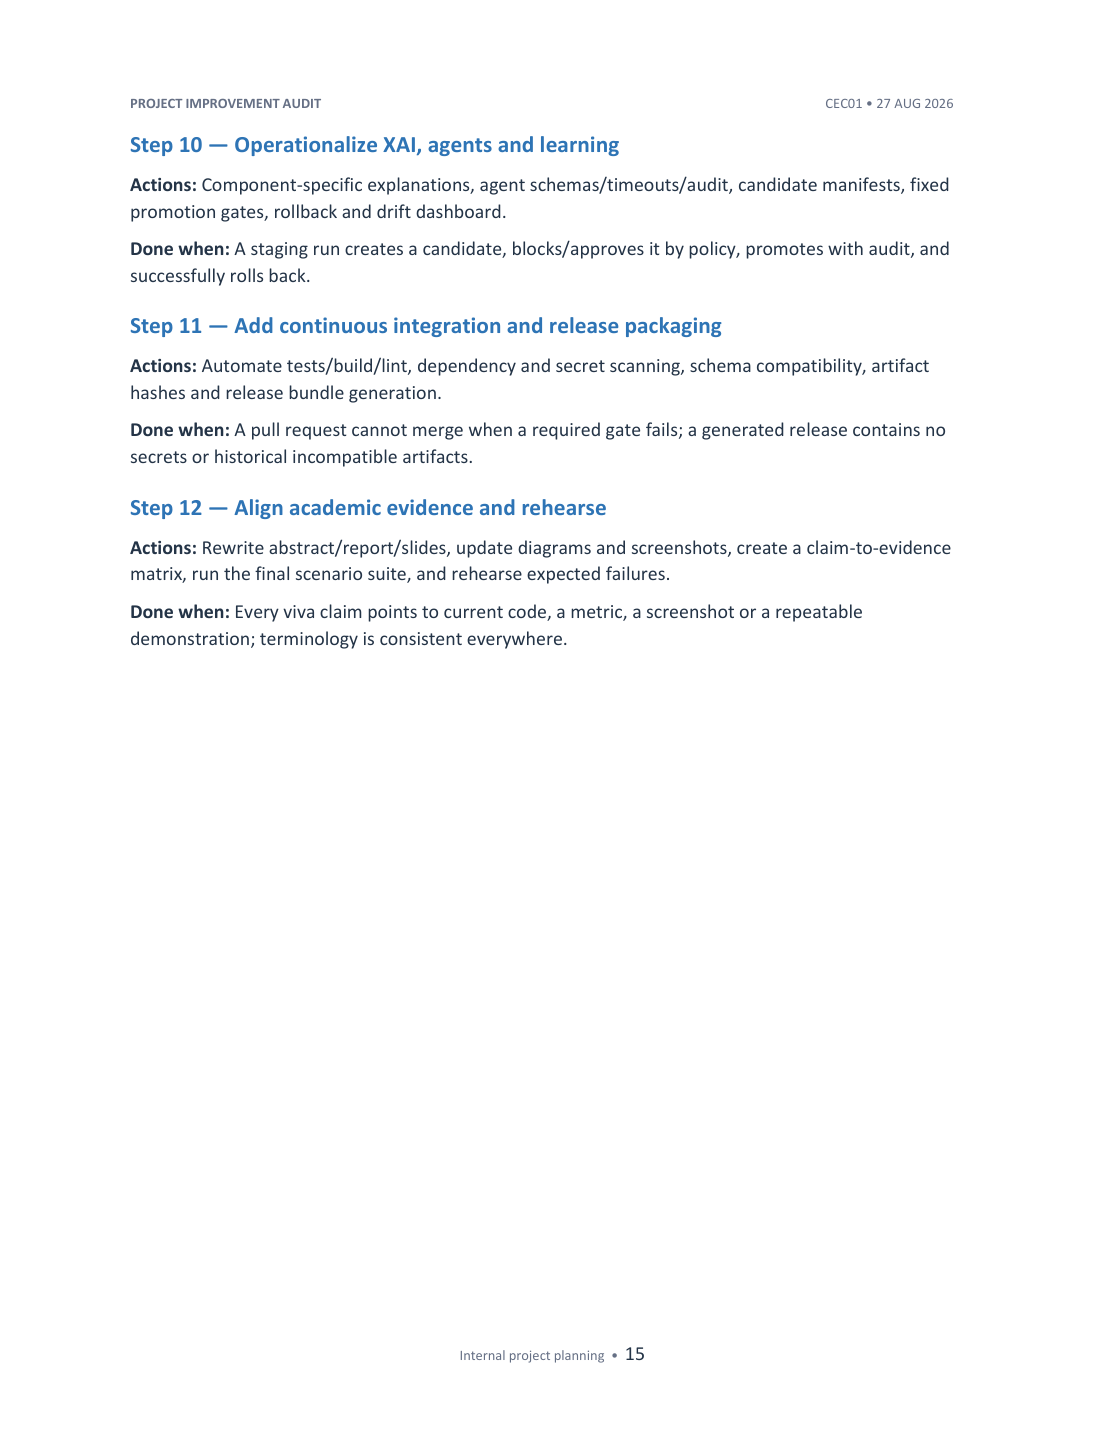 PROJECT IMPROVEMENT AUDIT
CEC01 • 27 AUG 2026
Step 10 — Operationalize XAI, agents and learning
Actions: Component-specific explanations, agent schemas/timeouts/audit, candidate manifests, fixed
promotion gates, rollback and drift dashboard.
Done when: A staging run creates a candidate, blocks/approves it by policy, promotes with audit, and
successfully rolls back.
Step 11 — Add continuous integration and release packaging
Actions: Automate tests/build/lint, dependency and secret scanning, schema compatibility, artifact
hashes and release bundle generation.
Done when: A pull request cannot merge when a required gate fails; a generated release contains no
secrets or historical incompatible artifacts.
Step 12 — Align academic evidence and rehearse
Actions: Rewrite abstract/report/slides, update diagrams and screenshots, create a claim-to-evidence
matrix, run the final scenario suite, and rehearse expected failures.
Done when: Every viva claim points to current code, a metric, a screenshot or a repeatable
demonstration; terminology is consistent everywhere.
Internal project planning • 15